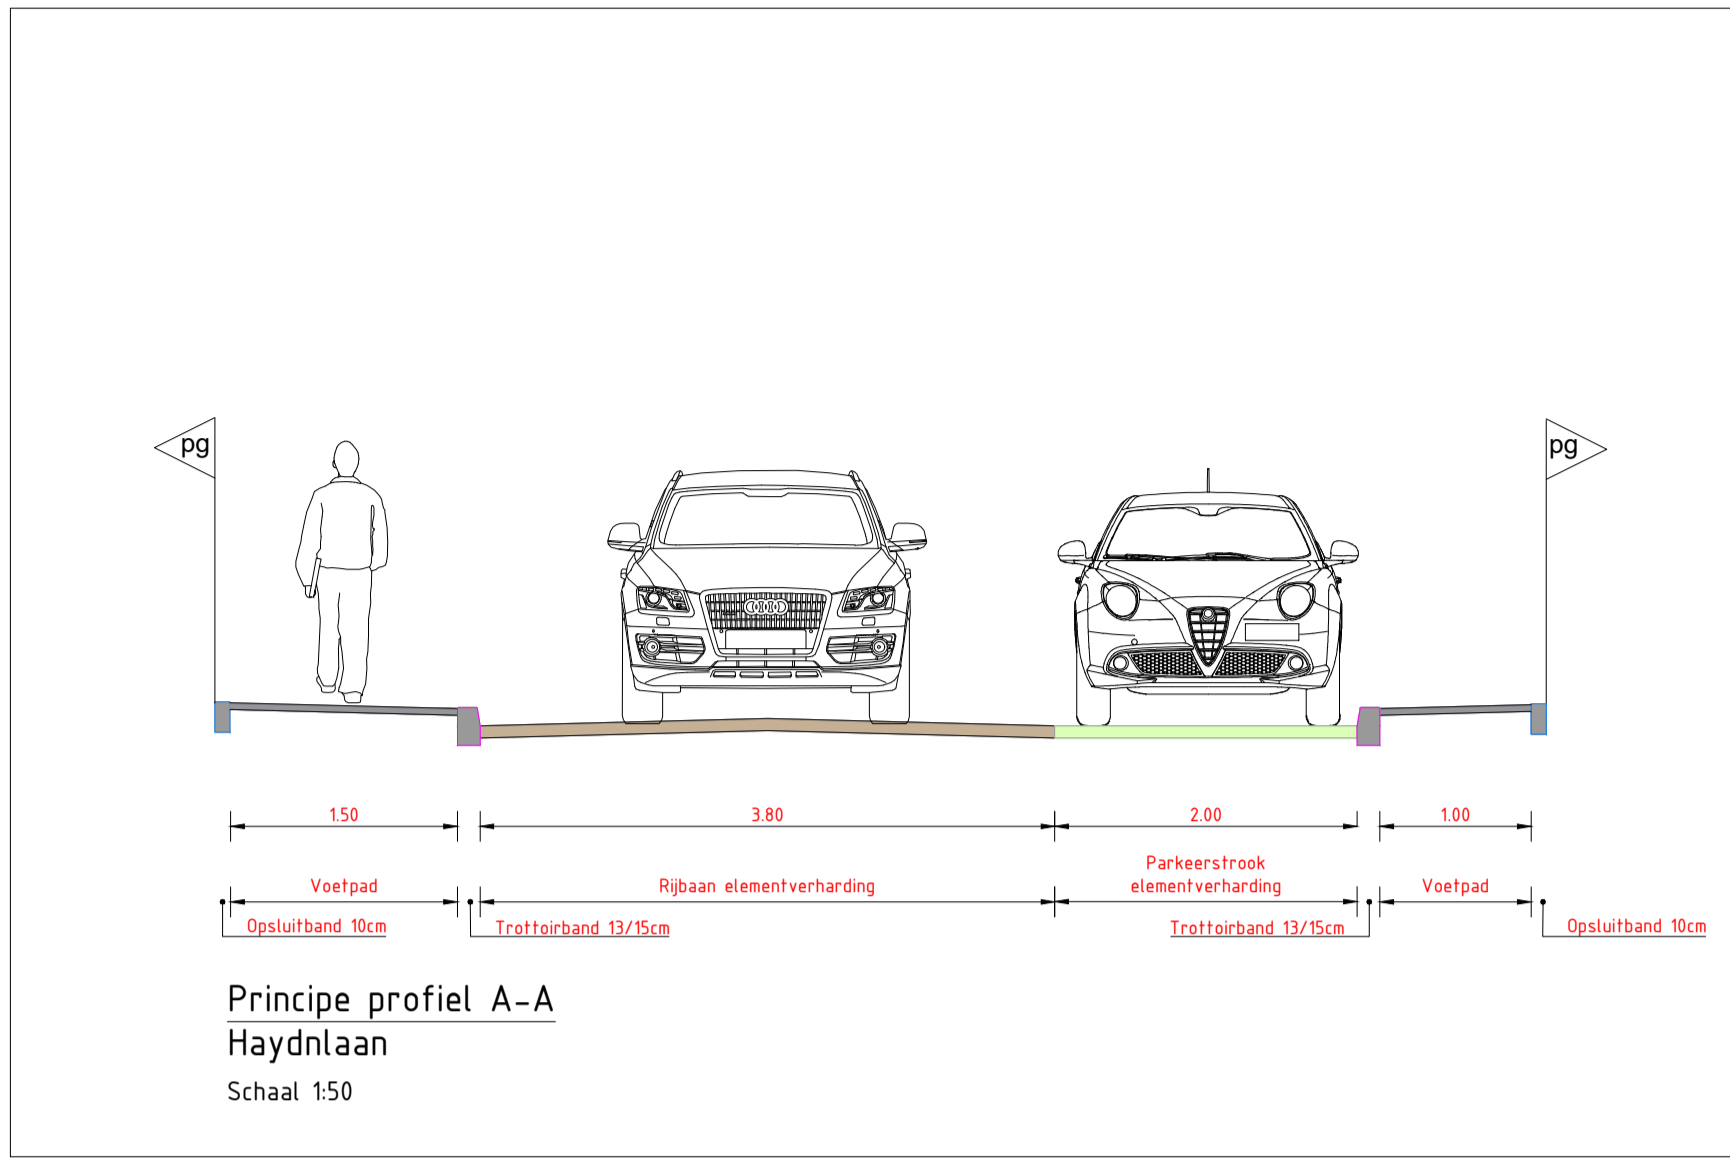 pg
pg
1.50
3.80
2.00
1.00
Voetpad
Rijbaan elementverharding
Parkeerstrook
elementverharding
Voetpad
Opsluitband 10cm
Trottoirband 13/15cm
Trottoirband 13/15cm
Opsluitband 10cm
Principe profiel A-A
Haydnlaan
Schaal 1:50